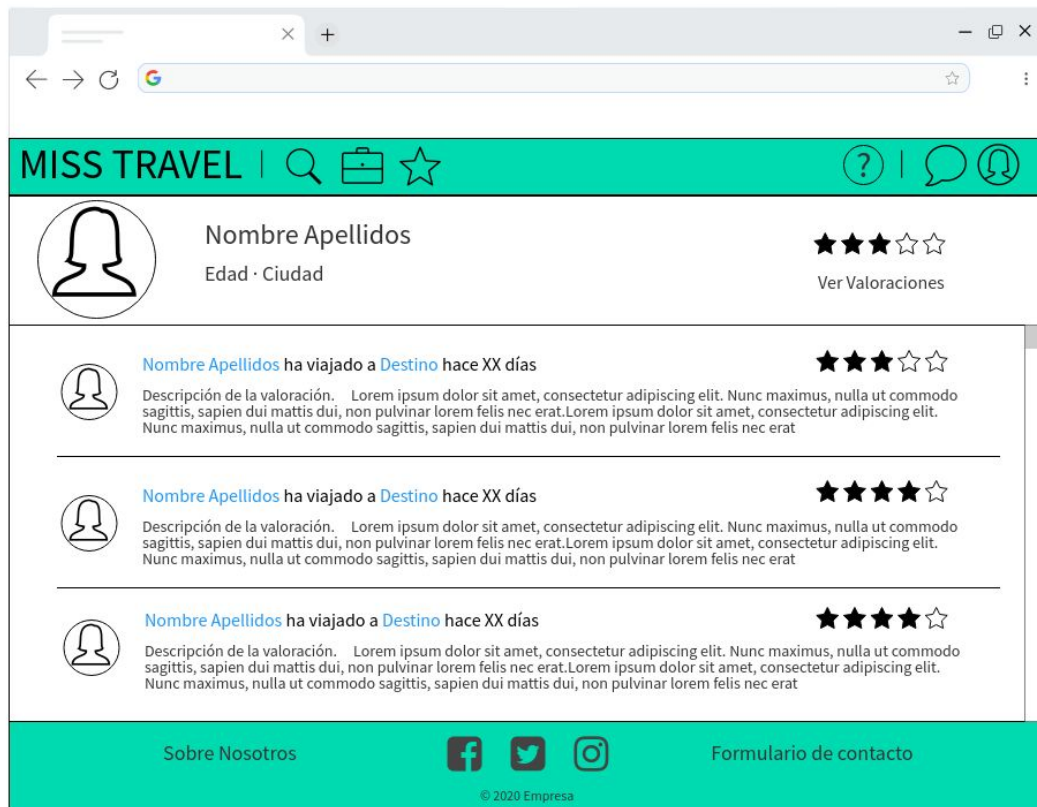 MISS TRAVEL
?
Nombre Apellidos
Edad · Ciudad
Ver Valoraciones
Nombre Apellidos ha viajado a Destino hace XX días
Descripción de la valoración. Lorem ipsum dolor sit amet, consectetur adipiscing elit. Nunc maximus, nulla ut commodo
sagittis, sapien dui mattis dui, non pulvinar lorem felis nec erat.Lorem ipsum dolor sit amet, consectetur adipiscing elit.
Nunc maximus, nulla ut commodo sagittis, sapien dui mattis dui, non pulvinar lorem felis nec erat
Nombre Apellidos ha viajado a Destino hace XX días
Descripción de la valoración. Lorem ipsum dolor sit amet, consectetur adipiscing elit. Nunc maximus, nulla ut commodo
sagittis, sapien dui mattis dui, non pulvinar lorem felis nec erat.Lorem ipsum dolor sit amet, consectetur adipiscing elit.
Nunc maximus, nulla ut commodo sagittis, sapien dui mattis dui, non pulvinar lorem felis nec erat
Nombre Apellidos ha viajado a Destino hace XX días
Descripción de la valoración. Lorem ipsum dolor sit amet, consectetur adipiscing elit. Nunc maximus, nulla ut commodo
sagittis, sapien dui mattis dui, non pulvinar lorem felis nec erat.Lorem ipsum dolor sit amet, consectetur adipiscing elit.
Nunc maximus, nulla ut commodo sagittis, sapien dui mattis dui, non pulvinar lorem felis nec erat
Sobre Nosotros
Formulario de contacto
© 2020 Empresa